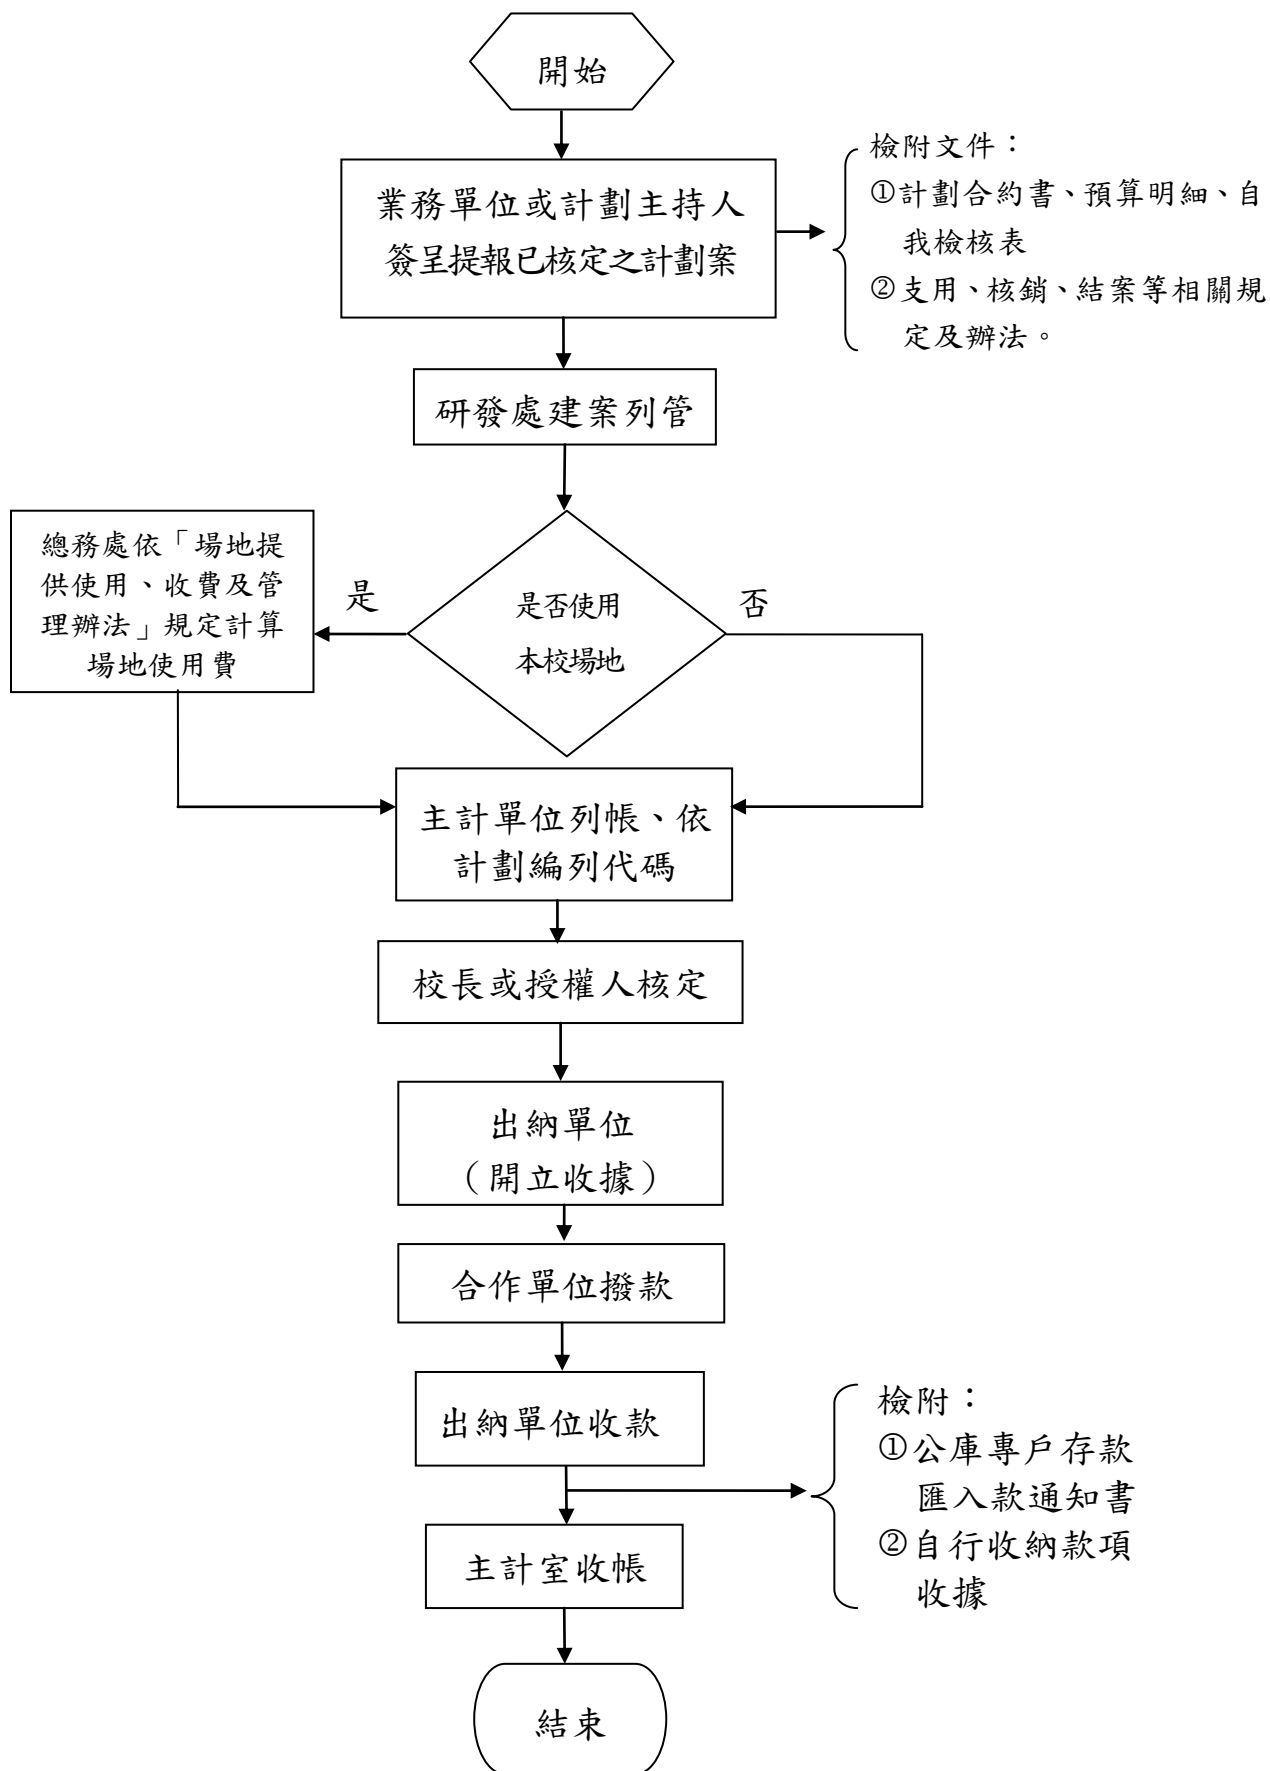 開始
業務單位或計劃主持人
簽呈提報已核定之計劃案
檢附文件：
①計劃合約書、預算明細、自
我檢核表
②支用、核銷、結案等相關規
定及辦法。
研發處建案列管
是否使用
本校場地
是
否
總務處依「場地提
供使用、收費及管
理辦法」規定計算
場地使用費
主計單位列帳、依
計劃編列代碼
校長或授權人核定
出納單位
（開立收據）
合作單位撥款
出納單位收款
檢附：
①公庫專戶存款
匯入款通知書
②自行收納款項
收據
主計室收帳
結束